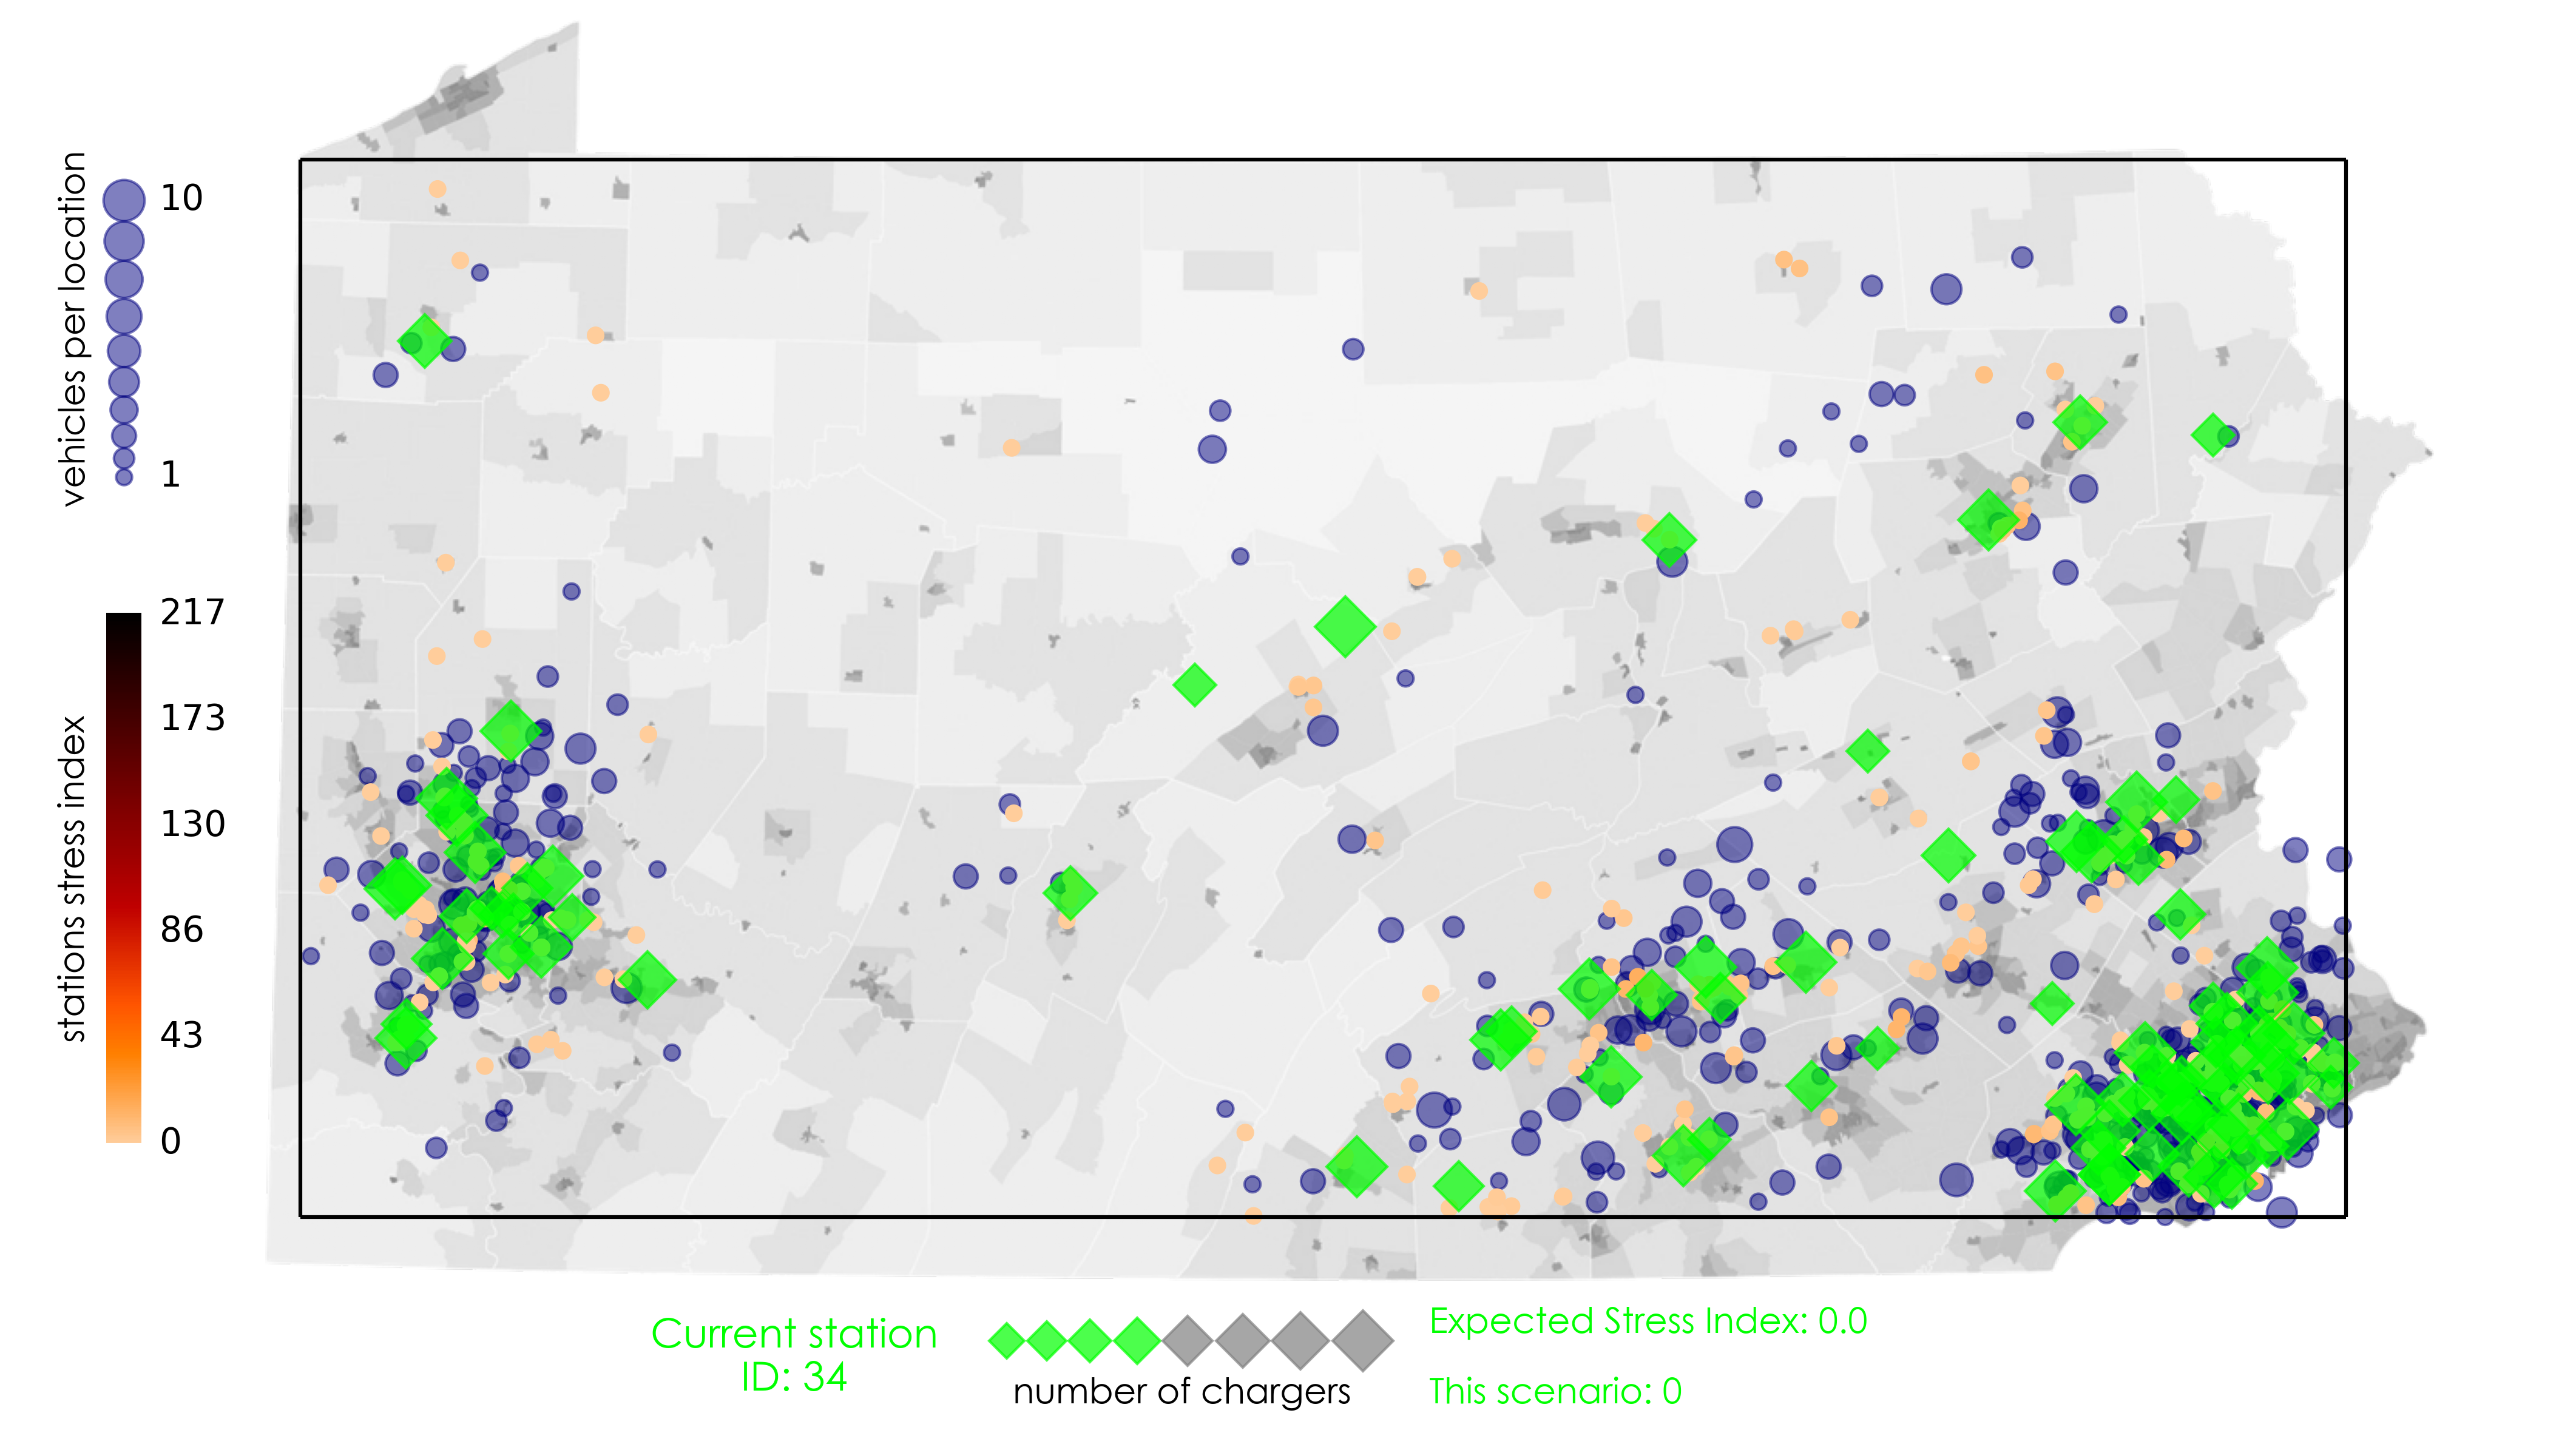 vehicles per location
10
1
stations stress index
217
173
130
86
43
0
Current station
ID: 34
number of chargers
Expected Stress Index: 0.0
This scenario: 0